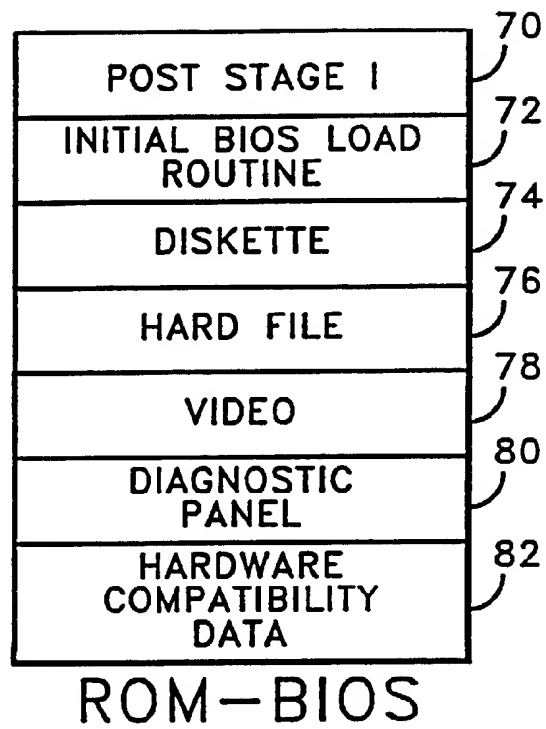 70
POST STAGE I
72
INITIAL BIOS LOAD
ROUTINE
74
DISKETTE
76
HARD FILE
78
VIDEO
80
DIAGNOSTIC
PANEL
82
HARDWARE
COMPATIBILITY
DATA
ROM-BIOS